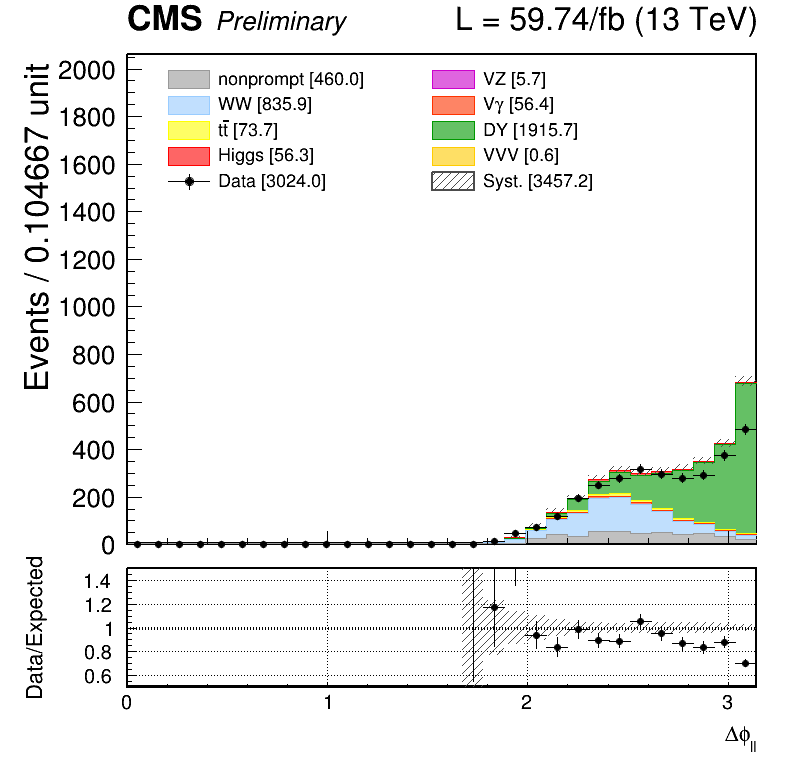 CMS Preliminary L = 59.74/fb (13 TeV)
Events / 0.104667 unit
2000
1800
1600
1400
1200
1000
800
600
400
200
0
nonprompt [460.0]
WW [835.9]
tt̄ [73.7]
Higgs [56.3]
Data [3024.0]
VZ [5.7]
Vγ [56.4]
DY [1915.7]
VVV [0.6]
Syst. [3457.2]
Data/Expected
1.4
1.2
1
0.8
0.6
0 1 2 3
Δϕ_ll